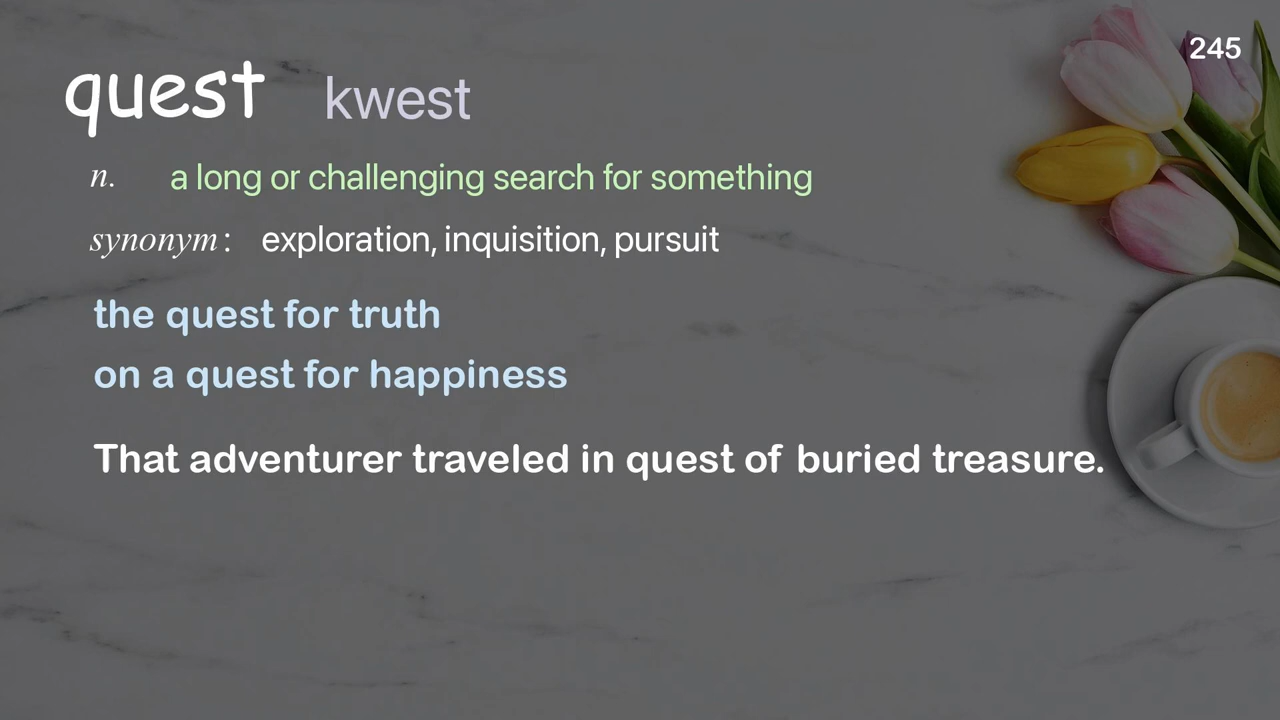 245
quest kwest
n. a long or challenging search for something
synonym : exploration, inquisition, pursuit
the quest for truth
on a quest for happiness
That adventurer traveled in quest of buried treasure.